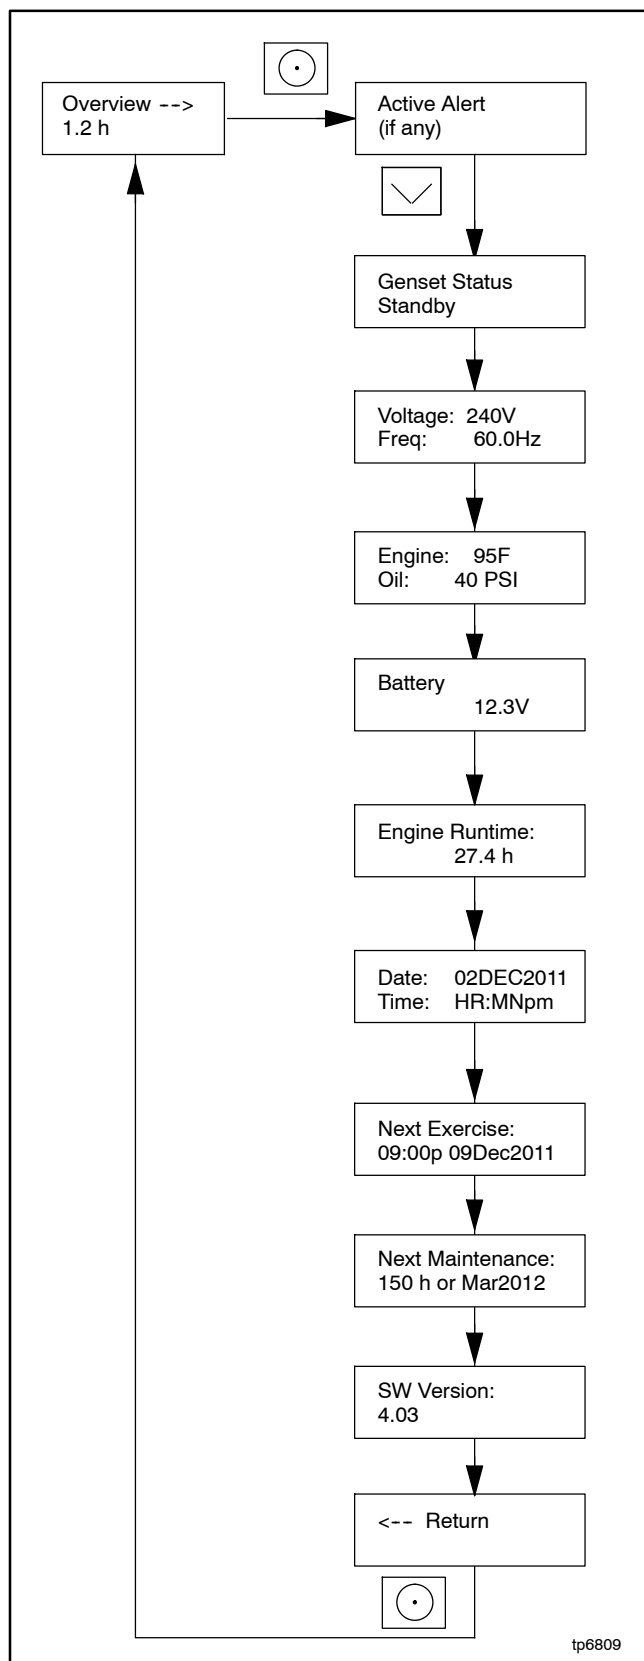 Overview -->
1.2 h
Active Alert
(if any)
Genset Status
Standby
Voltage: 240V
Freq: 60.0Hz
Engine: 95F
Oil: 40 PSI
Battery
12.3V
Engine Runtime:
27.4 h
Date: 02DEC2011
Time: HR:MNpm
Next Exercise:
09:00p 09Dec2011
Next Maintenance:
150 h or Mar2012
SW Version:
4.03
<-- Return
tp6809